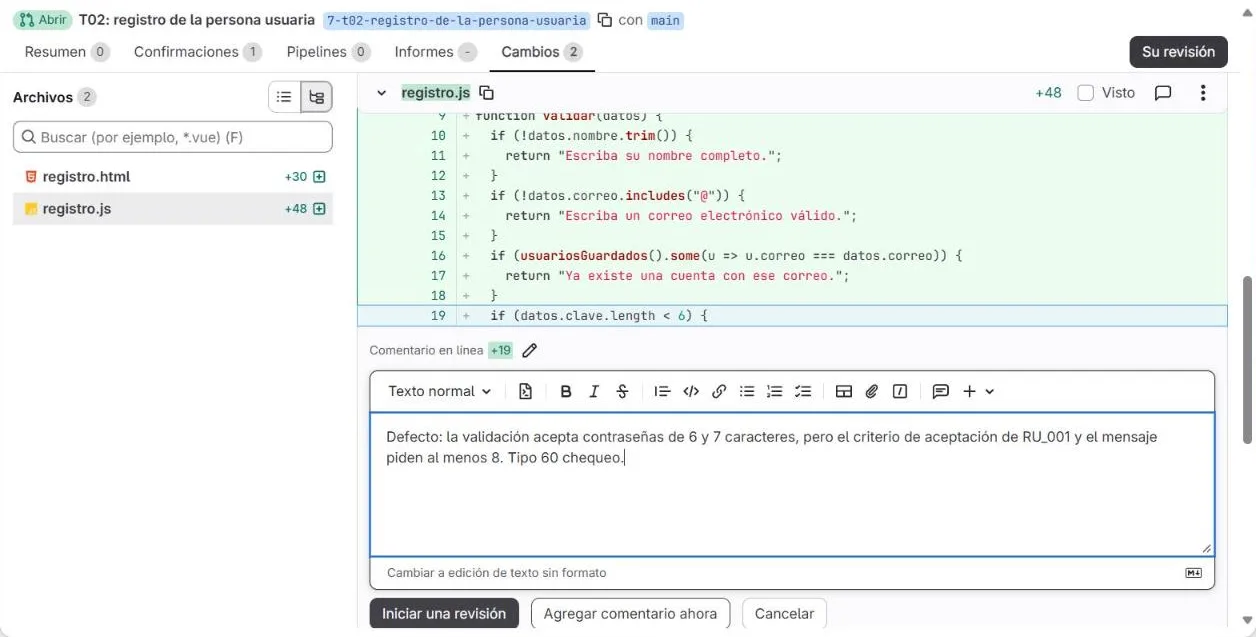 Abrir T02: registro de la persona usuaria 7-t02-registro-de-la-persona-usuaria con main
Resumen 0 Confirmaciones 1 Pipelines 0 Informes - Cambios 2 Su revisión
Archivos 2
Buscar (por ejemplo, *.vue) (F)
registro.html +30
registro.js +48
registro.js +48 Visto
9 + function validar(datos) {
10 + if (!datos.nombre.trim()) {
11 + return "Escriba su nombre completo.";
12 + }
13 + if (!datos.correo.includes("@")) {
14 + return "Escriba un correo electrónico válido.";
15 + }
16 + if (usuariosGuardados().some(u => u.correo === datos.correo)) {
17 + return "Ya existe una cuenta con ese correo.";
18 + }
19 + if (datos.clave.length < 6) {
Comentario en línea +19
Texto normal
Defecto: la validación acepta contraseñas de 6 y 7 caracteres, pero el criterio de aceptación de RU_001 y el mensaje
piden al menos 8. Tipo 60 chequeo.
Cambiar a edición de texto sin formato
Iniciar una revisión Agregar comentario ahora Cancelar